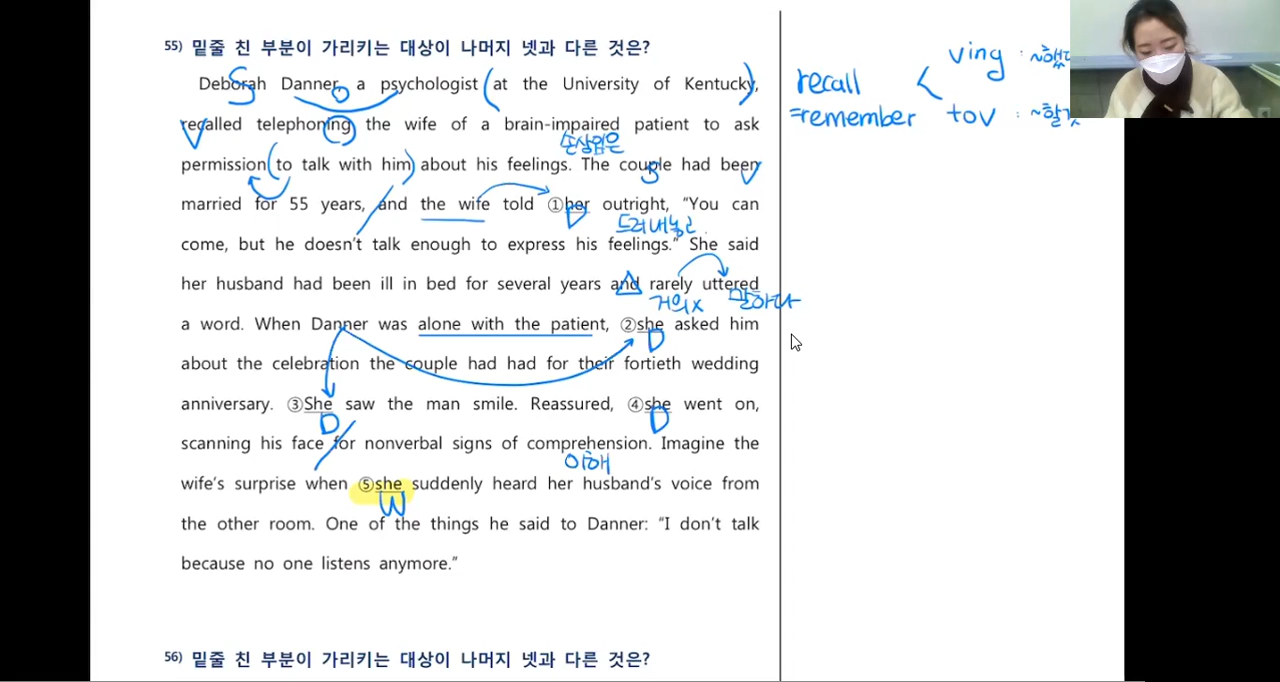 55) 밑줄 친 부분이 가리키는 대상이 나머지 넷과 다른 것은?
Deborah Danner, a psychologist at the University of Kentucky,
S O
recalled telephoning the wife of a brain-impaired patient to ask
V 손상입은
permission to talk with him about his feelings. The couple had been
S V
married for 55 years, and the wife told ①her outright, “You can
D 드러내놓고
come, but he doesn’t talk enough to express his feelings.” She said
her husband had been ill in bed for several years and rarely uttered
거의x 말하다
a word. When Danner was alone with the patient, ②she asked him
D
about the celebration the couple had had for their fortieth wedding
anniversary. ③She saw the man smile. Reassured, ④she went on,
D D
scanning his face for nonverbal signs of comprehension. Imagine the
이해
wife’s surprise when ⑤she suddenly heard her husband’s voice from
W
the other room. One of the things he said to Danner: “I don’t talk
because no one listens anymore.”
56) 밑줄 친 부분이 가리키는 대상이 나머지 넷과 다른 것은?
ving : ~했
recall <
=remember tov : ~할